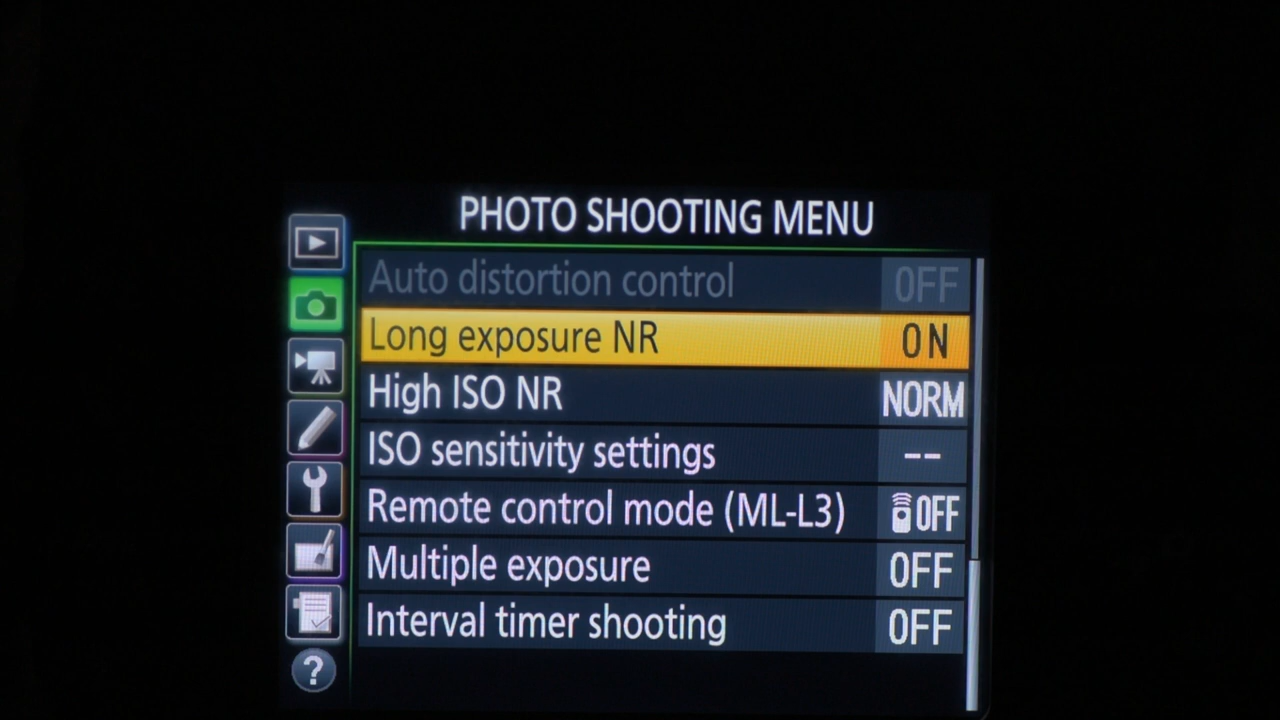 PHOTO SHOOTING MENU
Auto distortion control OFF
Long exposure NR ON
High ISO NR NORM
ISO sensitivity settings --
Remote control mode (ML-L3) OFF
Multiple exposure OFF
Interval timer shooting OFF
?